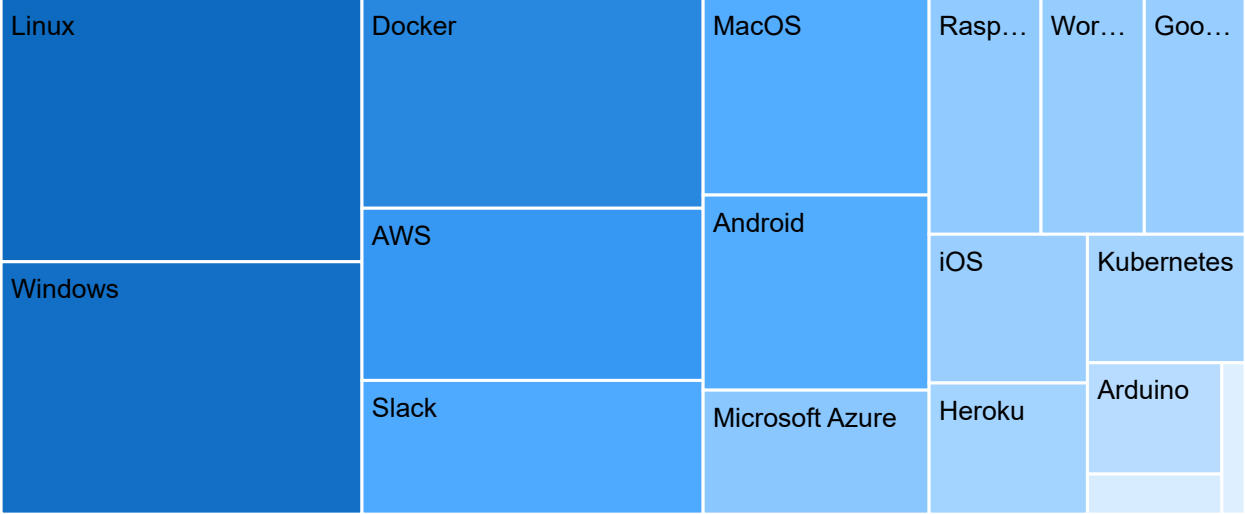 Linux
Windows
Docker
AWS
Slack
MacOS
Android
Microsoft Azure
Rasp…
Wor…
Goo…
iOS
Kubernetes
Heroku
Arduino